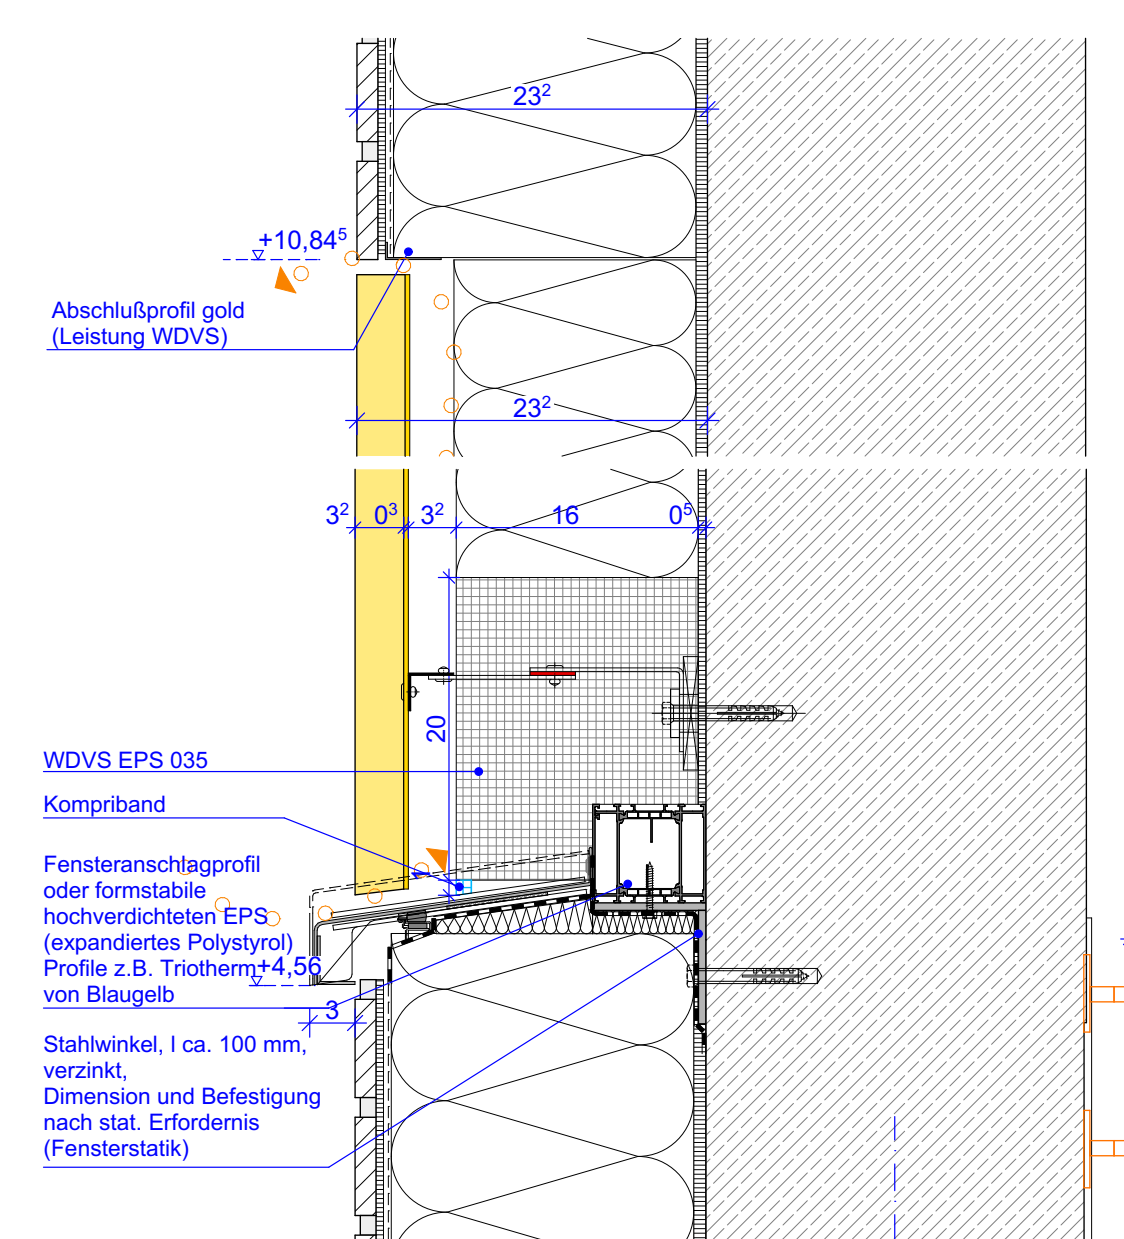 23²
+10,84⁵
Abschlußprofil gold
(Leistung WDVS)
23²
3² 0³ 3² 16 0⁵
20
WDVS EPS 035
Kompriband
Fensteranschlagprofil
oder formstabile
hochverdichteten EPS
(expandiertes Polystyrol)
Profile z.B. Triotherm
von Blaugelb
+4,56
3
Stahlwinkel, l ca. 100 mm,
verzinkt,
Dimension und Befestigung
nach stat. Erfordernis
(Fensterstatik)